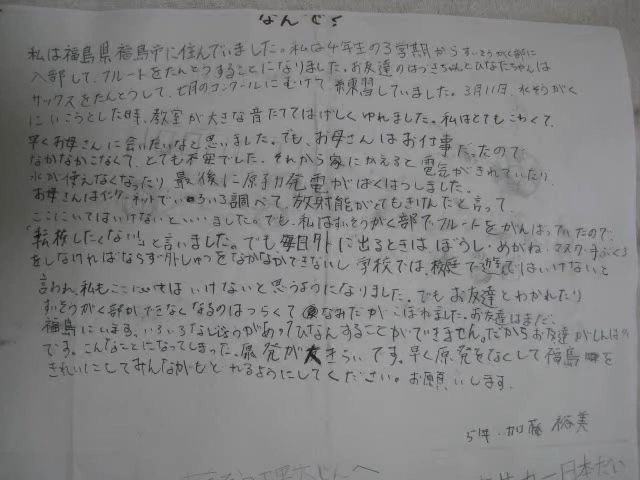 なんで?
私は福島県福島市に住んでいました。私は4年生の3学期からすいそうがく部に
入部して、フルートをたんとうすることになりました。お友達のはづきちゃんとひなたちゃんは
サックスをたんとうして、七月のコンクールにむけて練習していました。3月11日、水そうがく
にいこうとした時、教室が大きな音たててはげしくゆれました。私はとてもこわくて、
早くお母さんに会いたいなと思いました。でも、お母さんはお仕事だったので
なかなかこなくて、とても不安でした。それから家にかえると電気がきれていたり、
水が使えなくなったり、最後に原子力発電がばくはつしました。
お母さんはインターネットでいろいろ調べて、放射能がとてもきけんだと言って
ここにいてはいけないといいました。でも、私はすいそうがく部でフルートをがんばっていたので、
「転校したくない!」と言いました。でも毎日外に出るときは、ぼうし・めがね・マスク・手ぶくろ
をしなければならず、外しゅつをなかなかできないし学校では、校庭で遊んではいけないと
言われ、私もここにいてはいけないと思うようになりました。でもお友達とわかれたり
すいそうがく部ができなくなるのはつらくてなみだがこぼれました。お友達はまだ、
福島にいます。いろいろなじじょうがあってひなんすることができません。だからお友達がしんぱい
です。こんなことになってしまった。原発が大きらいです。早く原発をなくして福島を
きれいにしてみんながもどれるようにしてください。お願いします。
5年 加藤 裕美
へ
日本だい